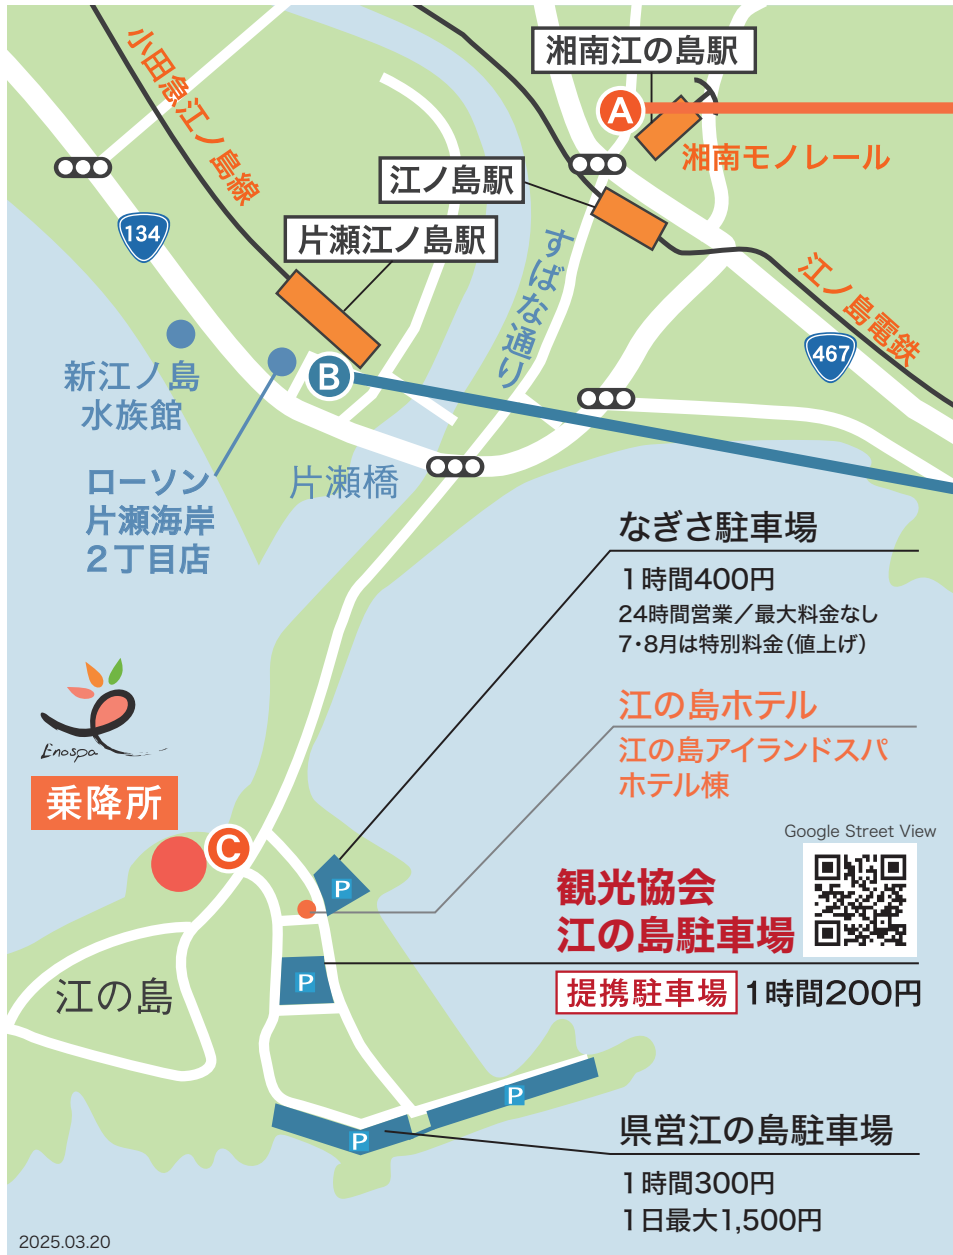 湘南江の島駅
A
小田急江ノ島線
湘南モノレール
江ノ島駅
134
片瀬江ノ島駅
すばな通り
江ノ島電鉄
467
新江ノ島
水族館
B
ローソン
片瀬海岸
2丁目店
片瀬橋
なぎさ駐車場
1時間400円
24時間営業／最大料金なし
7・8月は特別料金（値上げ）
江の島ホテル
江の島アイランドスパ
ホテル棟
Enospa
乗降所
C
Google Street View
P
観光協会
江の島駐車場
提携駐車場 1時間200円
P
江の島
P
P
県営江の島駐車場
1時間300円
1日最大1,500円
2025.03.20